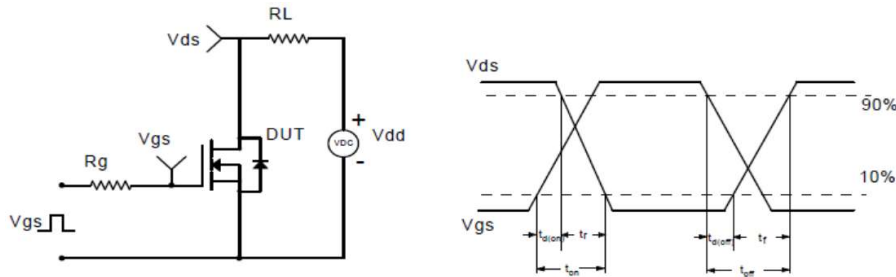 RL
Vds
Vgs
DUT
Rg
VDC
+
-
Vdd
Vgs
Vds
90%
10%
Vgs
td(on)
tr
td(off)
tf
ton
toff